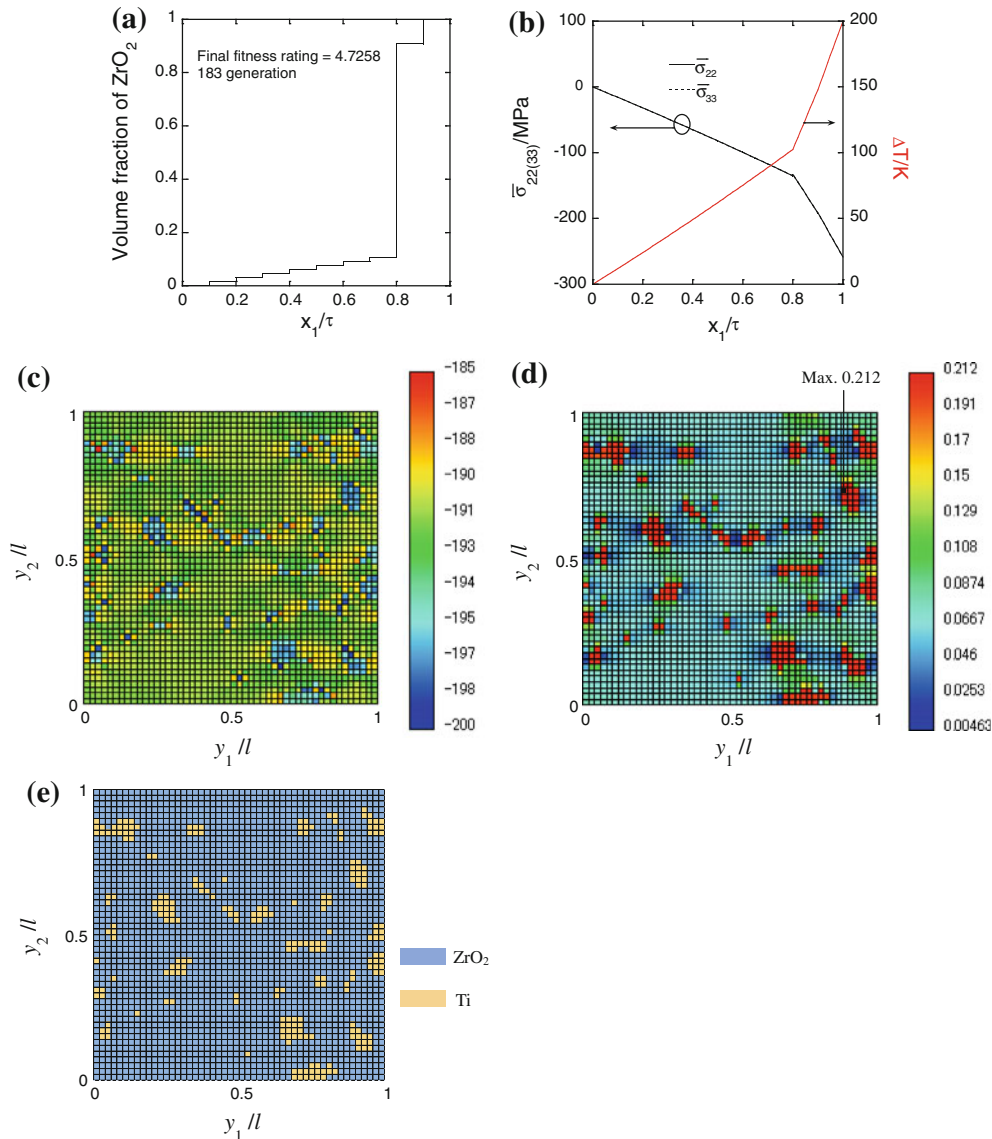 (a)
Volume fraction of ZrO2
1
0.8
0.6
0.4
0.2
0
Final fitness rating = 4.7258
183 generation
0 0.2 0.4 0.6 0.8 1
x1/τ
(b)
σ̅22(33)/MPa
100
0
-100
-200
-300
σ̅22
σ̅33
200
150
100
50
0
ΔT/K
0 0.2 0.4 0.6 0.8 1
x1/τ
(c)
1
0.5
0
y2/l
0 0.5 1
y1/l
-185
-187
-188
-189
-190
-191
-193
-194
-195
-197
-198
-200
(d)
Max. 0.212
1
0.5
0
y2/l
0 0.5 1
y1/l
0.212
0.191
0.17
0.15
0.129
0.108
0.0874
0.0667
0.046
0.0253
0.00463
(e)
1
0.5
0
y2/l
0 0.5 1
y1/l
ZrO2
Ti